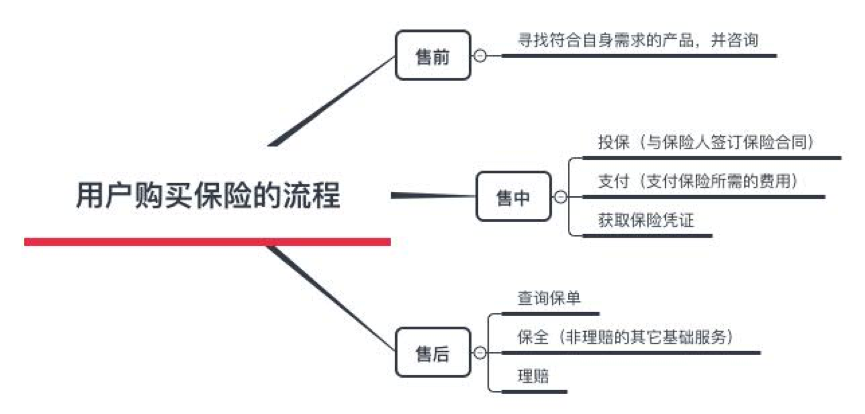 用户购买保险的流程
售前
寻找符合自身需求的产品，并咨询
售中
投保（与保险人签订保险合同）
支付（支付保险所需的费用）
获取保险凭证
售后
查询保单
保全（非理赔的其它基础服务）
理赔